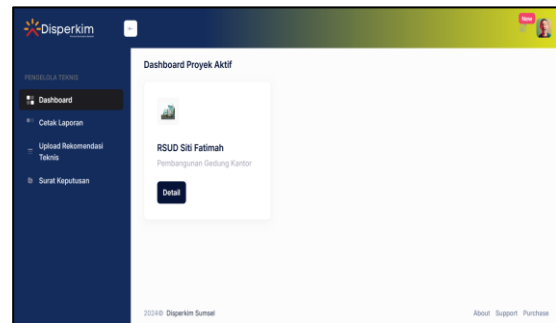 Disperkim
New
PENGELOLA TEKNIS
Dashboard
Cetak Laporan
Upload Rekomendasi
Teknis
Surat Keputusan
Dashboard Proyek Aktif
RSUD Siti Fatimah
Pembangunan Gedung Kantor
Detail
2024© Disperkim Sumsel
About Support Purchase